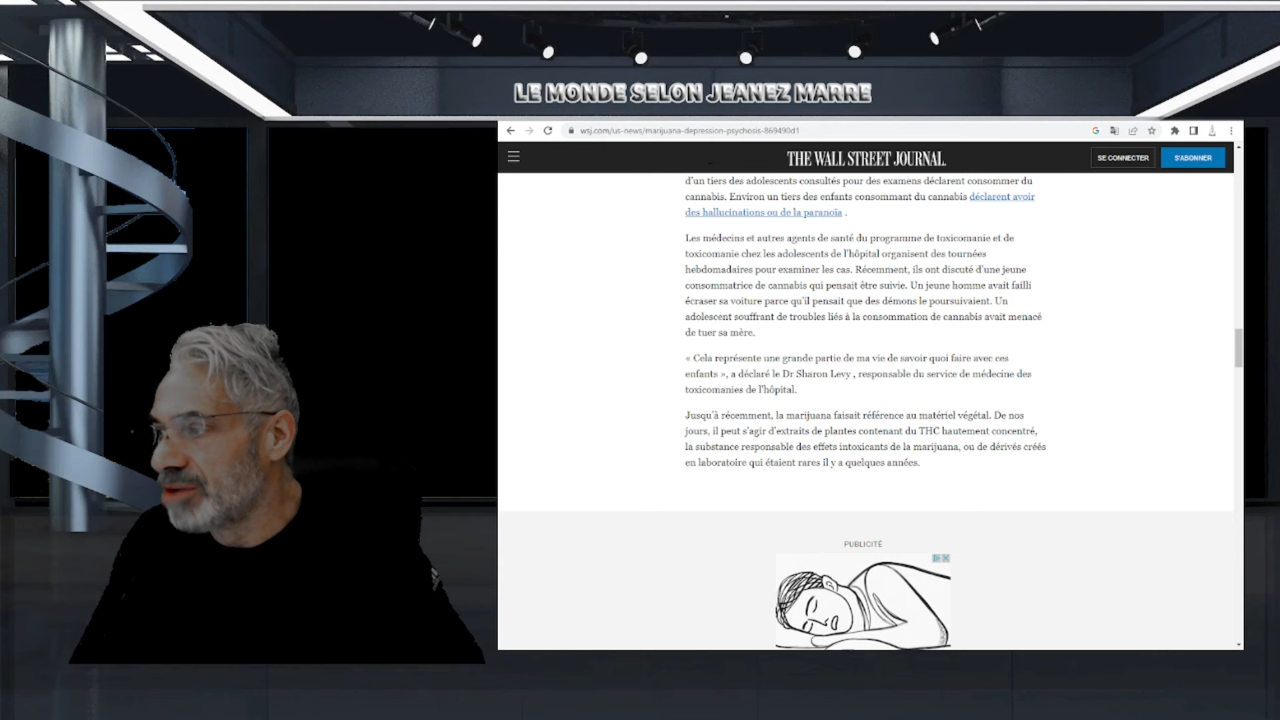 LE MONDE SELON JEANEZ MARRE
wsj.com/us-news/marijuana-depression-psychosis-869490d1
THE WALL STREET JOURNAL.
SE CONNECTER
S'ABONNER
d'un tiers des adolescents consultés pour des examens déclarent consommer du
cannabis. Environ un tiers des enfants consommant du cannabis déclarent avoir
des hallucinations ou de la paranoïa .
Les médecins et autres agents de santé du programme de toxicomanie et de
toxicomanie chez les adolescents de l'hôpital organisent des tournées
hebdomadaires pour examiner les cas. Récemment, ils ont discuté d'une jeune
consommatrice de cannabis qui pensait être suivie. Un jeune homme avait failli
écraser sa voiture parce qu'il pensait que des démons le poursuivaient. Un
adolescent souffrant de troubles liés à la consommation de cannabis avait menacé
de tuer sa mère.
« Cela représente une grande partie de ma vie de savoir quoi faire avec ces
enfants », a déclaré le Dr Sharon Levy , responsable du service de médecine des
toxicomanies de l'hôpital.
Jusqu'à récemment, la marijuana faisait référence au matériel végétal. De nos
jours, il peut s'agir d'extraits de plantes contenant du THC hautement concentré,
la substance responsable des effets intoxicants de la marijuana, ou de dérivés créés
en laboratoire qui étaient rares il y a quelques années.
PUBLICITÉ